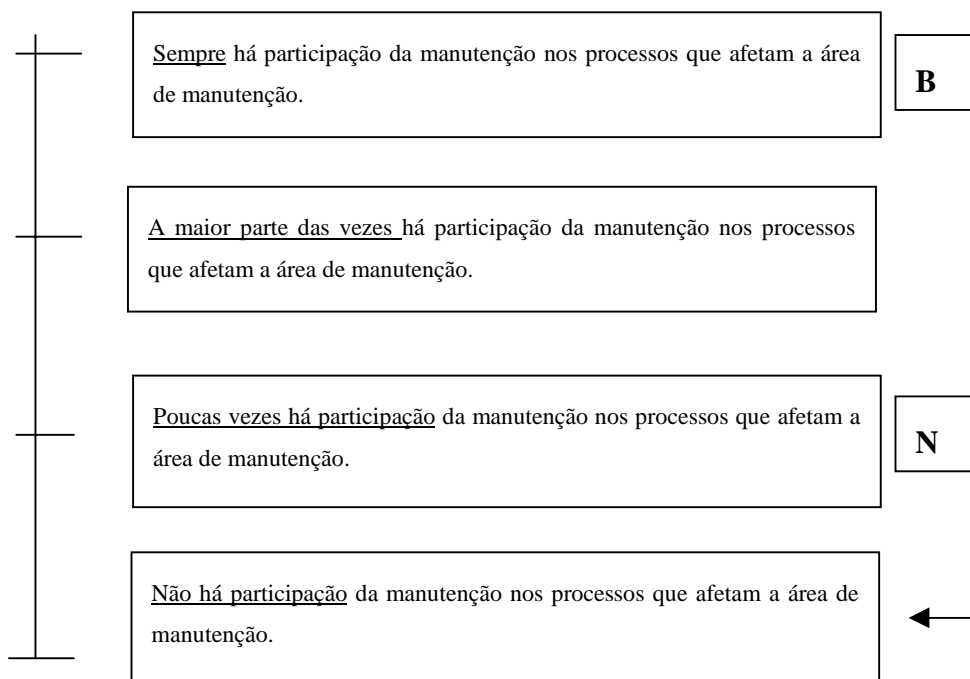 Sempre há participação da manutenção nos processos que afetam a área
de manutenção.
B
A maior parte das vezes há participação da manutenção nos processos
que afetam a área de manutenção.
Poucas vezes há participação da manutenção nos processos que afetam a
área de manutenção.
N
Não há participação da manutenção nos processos que afetam a área de
manutenção.